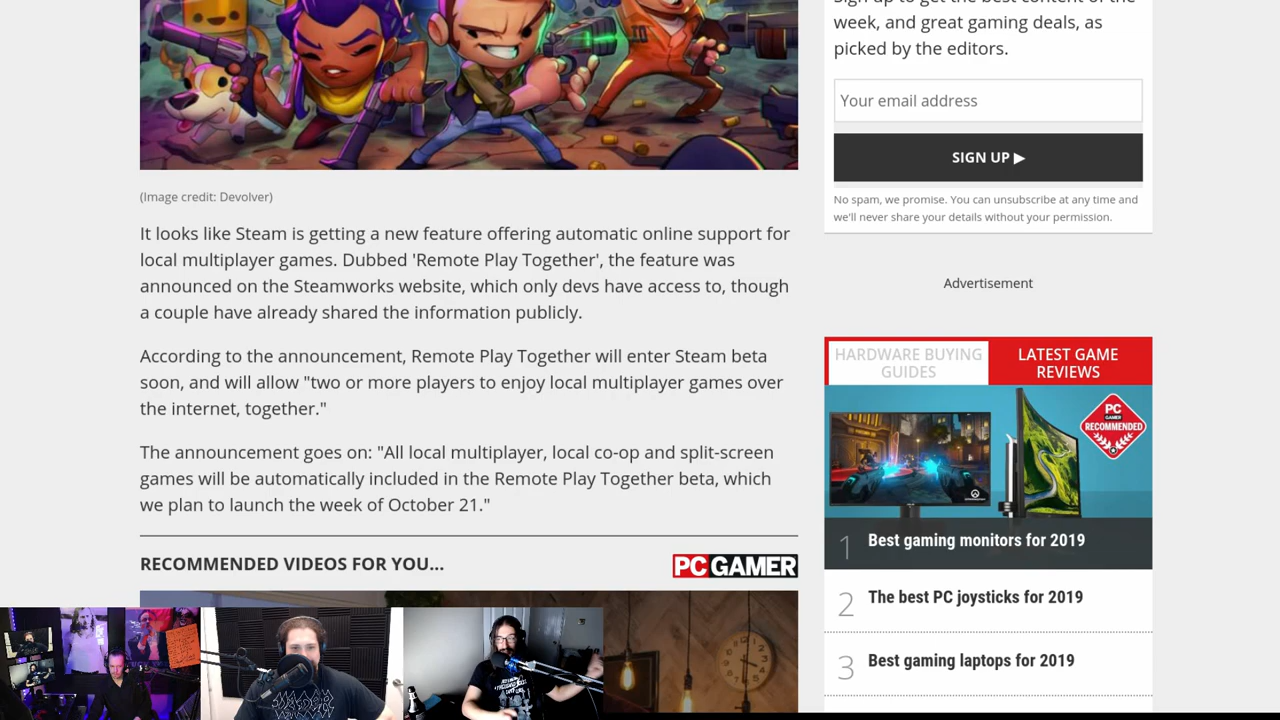 (Image credit: Devolver)
It looks like Steam is getting a new feature offering automatic online support for
local multiplayer games. Dubbed 'Remote Play Together', the feature was
announced on the Steamworks website, which only devs have access to, though
a couple have already shared the information publicly.
According to the announcement, Remote Play Together will enter Steam beta
soon, and will allow "two or more players to enjoy local multiplayer games over
the internet, together."
The announcement goes on: "All local multiplayer, local co-op and split-screen
games will be automatically included in the Remote Play Together beta, which
we plan to launch the week of October 21."
RECOMMENDED VIDEOS FOR YOU...
PC GAMER
Sign up to get the best content of the
week, and great gaming deals, as
picked by the editors.
Your email address
SIGN UP ▶
No spam, we promise. You can unsubscribe at any time and
we'll never share your details without your permission.
Advertisement
HARDWARE BUYING
GUIDES
LATEST GAME
REVIEWS
PC
GAMER
RECOMMENDED
1 Best gaming monitors for 2019
2 The best PC joysticks for 2019
3 Best gaming laptops for 2019